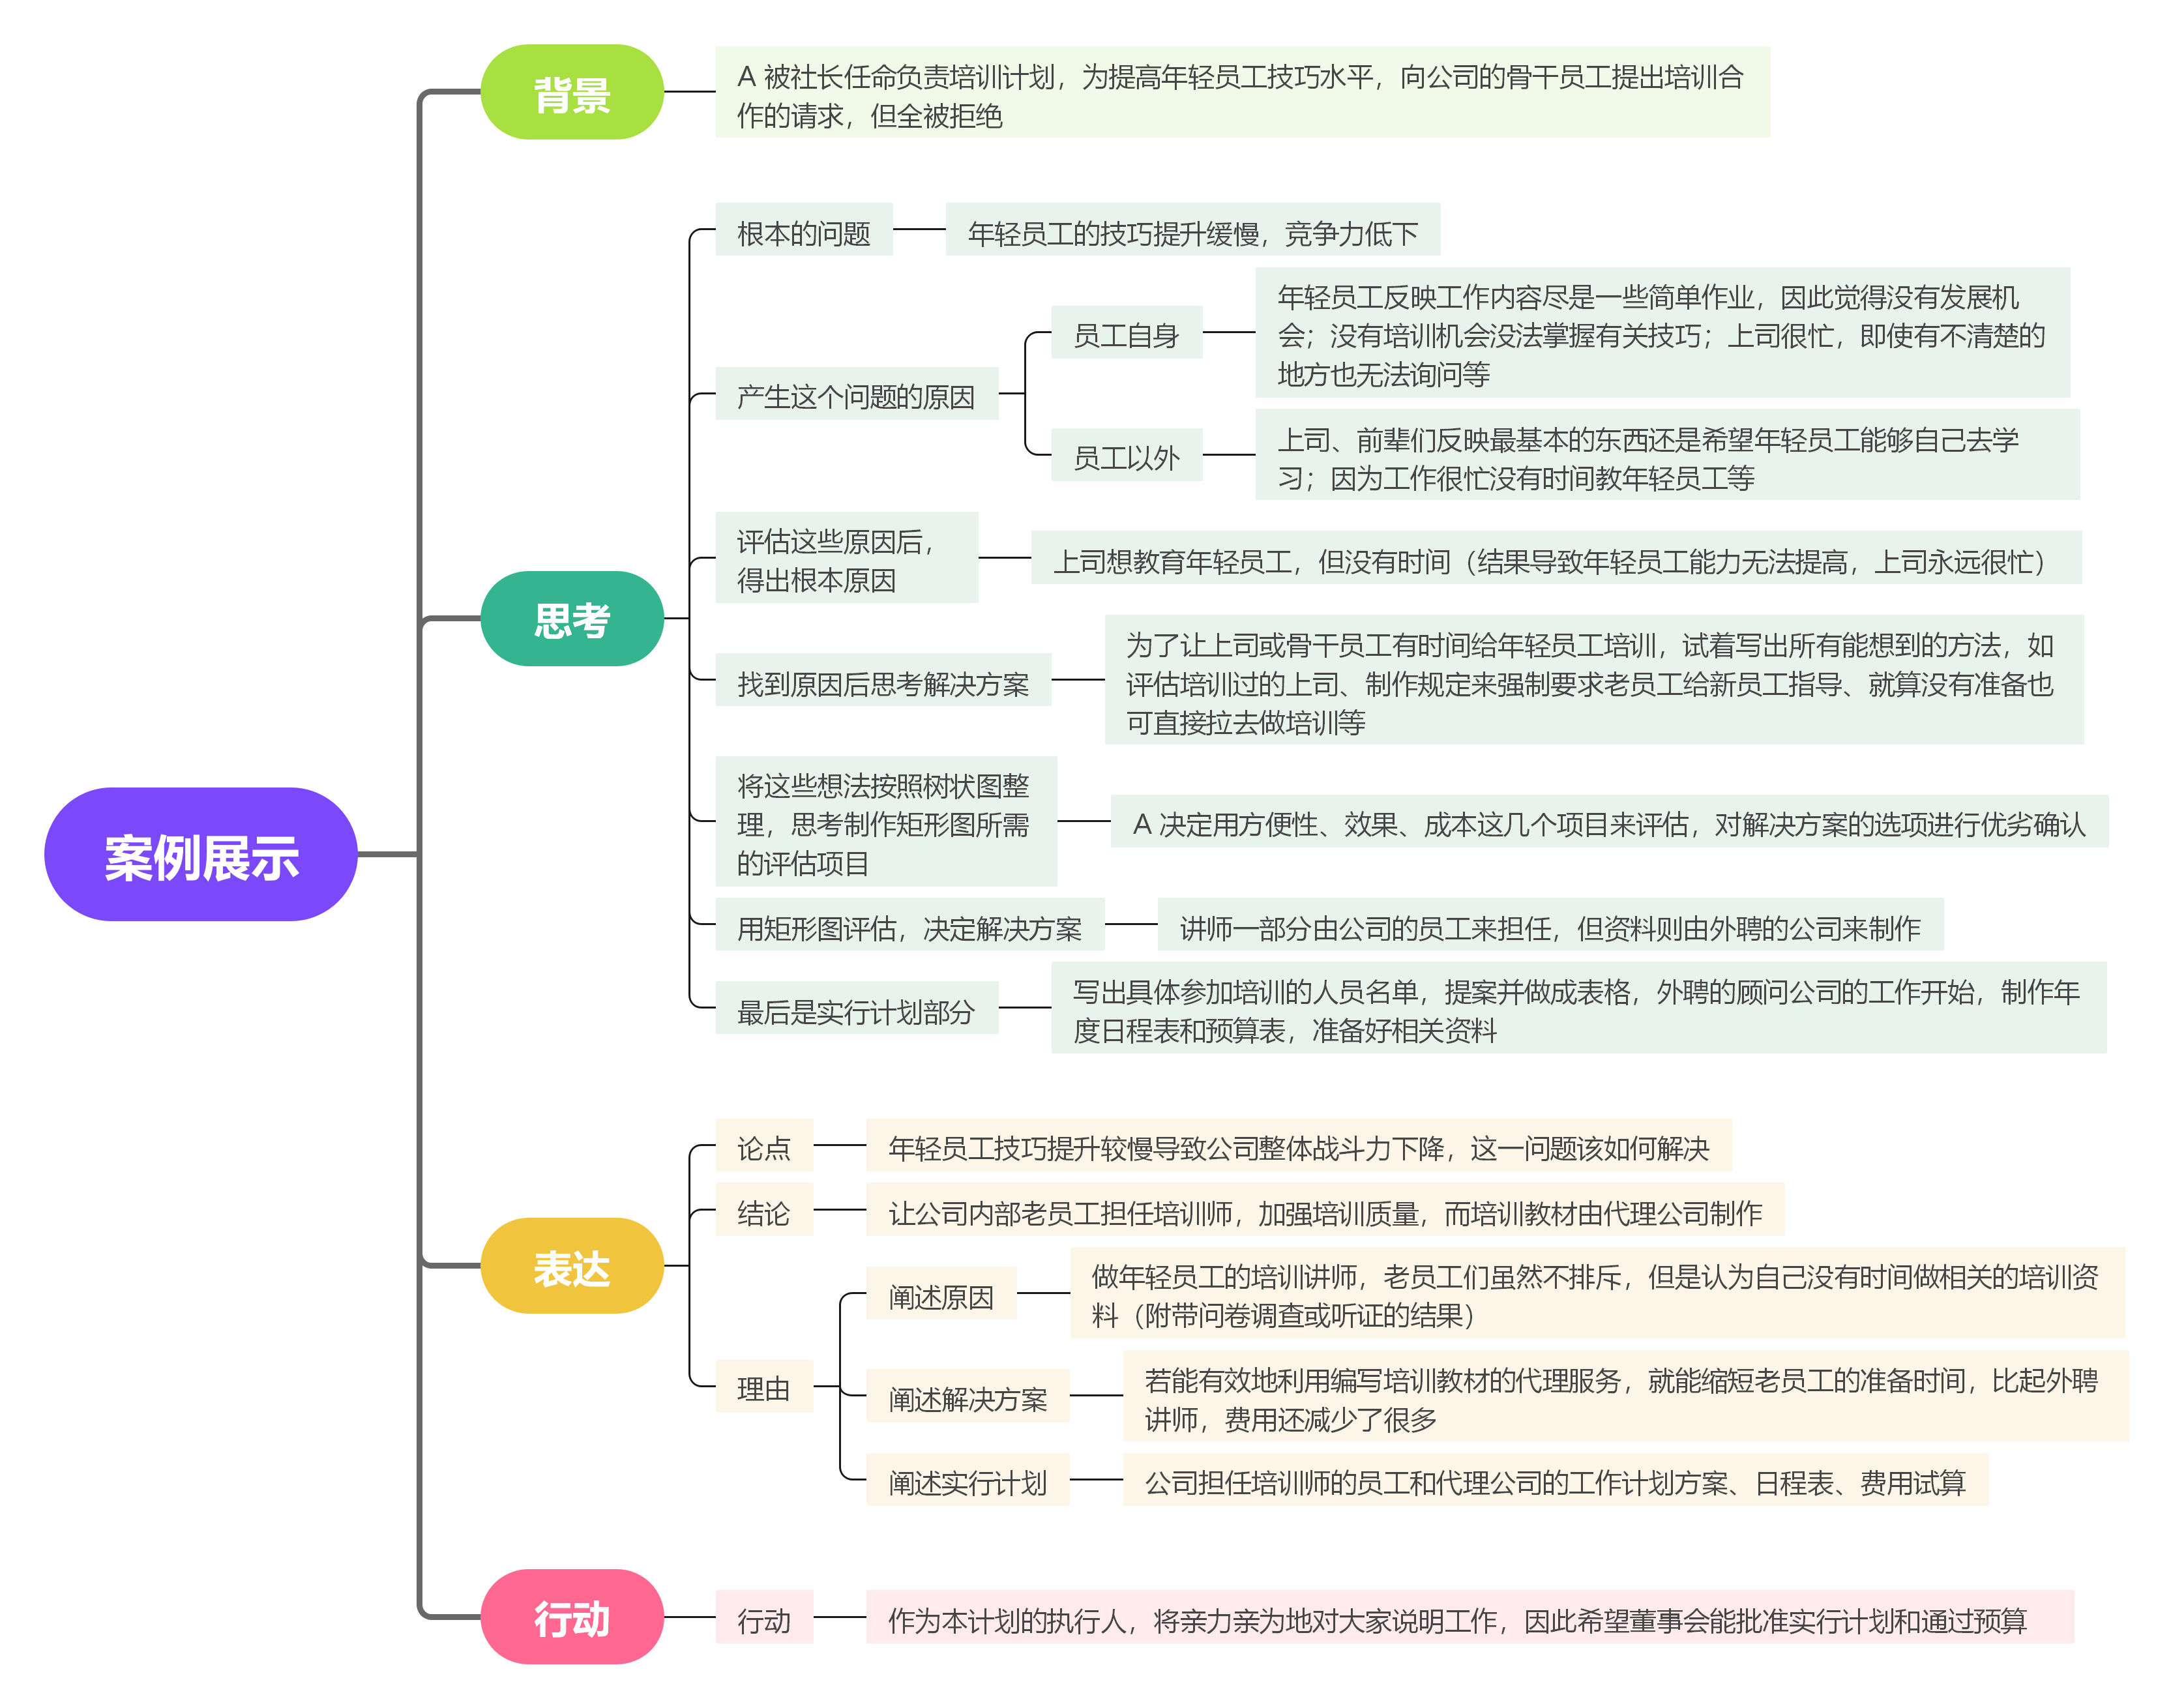 案例展示
背景
A 被社长任命负责培训计划，为提高年轻员工技巧水平，向公司的骨干员工提出培训合
作的请求，但全被拒绝
思考
根本的问题
年轻员工的技巧提升缓慢，竞争力低下
产生这个问题的原因
员工自身
年轻员工反映工作内容尽是一些简单作业，因此觉得没有发展机
会；没有培训机会没法掌握有关技巧；上司很忙，即使有不清楚的
地方也无法询问等
员工以外
上司、前辈们反映最基本的东西还是希望年轻员工能够自己去学
习；因为工作很忙没有时间教年轻员工等
评估这些原因后，
得出根本原因
上司想教育年轻员工，但没有时间（结果导致年轻员工能力无法提高，上司永远很忙）
找到原因后思考解决方案
为了让上司或骨干员工有时间给年轻员工培训，试着写出所有能想到的方法，如
评估培训过的上司、制作规定来强制要求老员工给新员工指导、就算没有准备也
可直接拉去做培训等
将这些想法按照树状图整
理，思考制作矩形图所需
的评估项目
A 决定用方便性、效果、成本这几个项目来评估，对解决方案的选项进行优劣确认
用矩形图评估，决定解决方案
讲师一部分由公司的员工来担任，但资料则由外聘的公司来制作
最后是实行计划部分
写出具体参加培训的人员名单，提案并做成表格，外聘的顾问公司的工作开始，制作年
度日程表和预算表，准备好相关资料
表达
论点
年轻员工技巧提升较慢导致公司整体战斗力下降，这一问题该如何解决
结论
让公司内部老员工担任培训师，加强培训质量，而培训教材由代理公司制作
理由
阐述原因
做年轻员工的培训讲师，老员工们虽然不排斥，但是认为自己没有时间做相关的培训资
料（附带问卷调查或听证的结果）
阐述解决方案
若能有效地利用编写培训教材的代理服务，就能缩短老员工的准备时间，比起外聘
讲师，费用还减少了很多
阐述实行计划
公司担任培训师的员工和代理公司的工作计划方案、日程表、费用试算
行动
行动
作为本计划的执行人，将亲力亲为地对大家说明工作，因此希望董事会能批准实行计划和通过预算